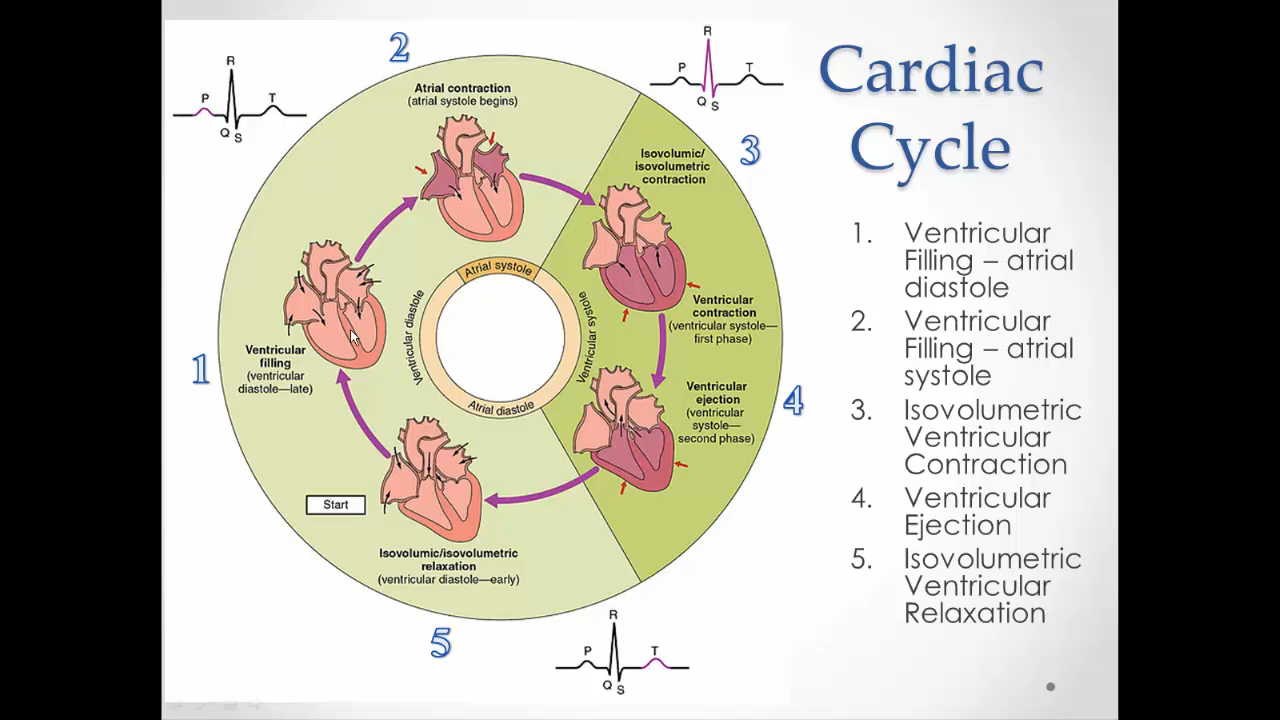 Cardiac
Cycle
1. Ventricular
Filling – atrial
diastole
2. Ventricular
Filling – atrial
systole
3. Isovolumetric
Ventricular
Contraction
4. Ventricular
Ejection
5. Isovolumetric
Ventricular
Relaxation
2
R
P
T
Q
S
Atrial contraction
(atrial systole begins)
R
P
T
Q
S
3
Isovolumic/
isovolumetric
contraction
Ventricular
contraction
(ventricular systole—
first phase)
4
Ventricular
ejection
(ventricular
systole—
second phase)
Atrial systole
Ventricular diastole
Ventricular systole
Atrial diastole
1
Ventricular
filling
(ventricular
diastole—late)
Start
Isovolumic/isovolumetric
relaxation
(ventricular diastole—early)
5
R
P
T
Q
S